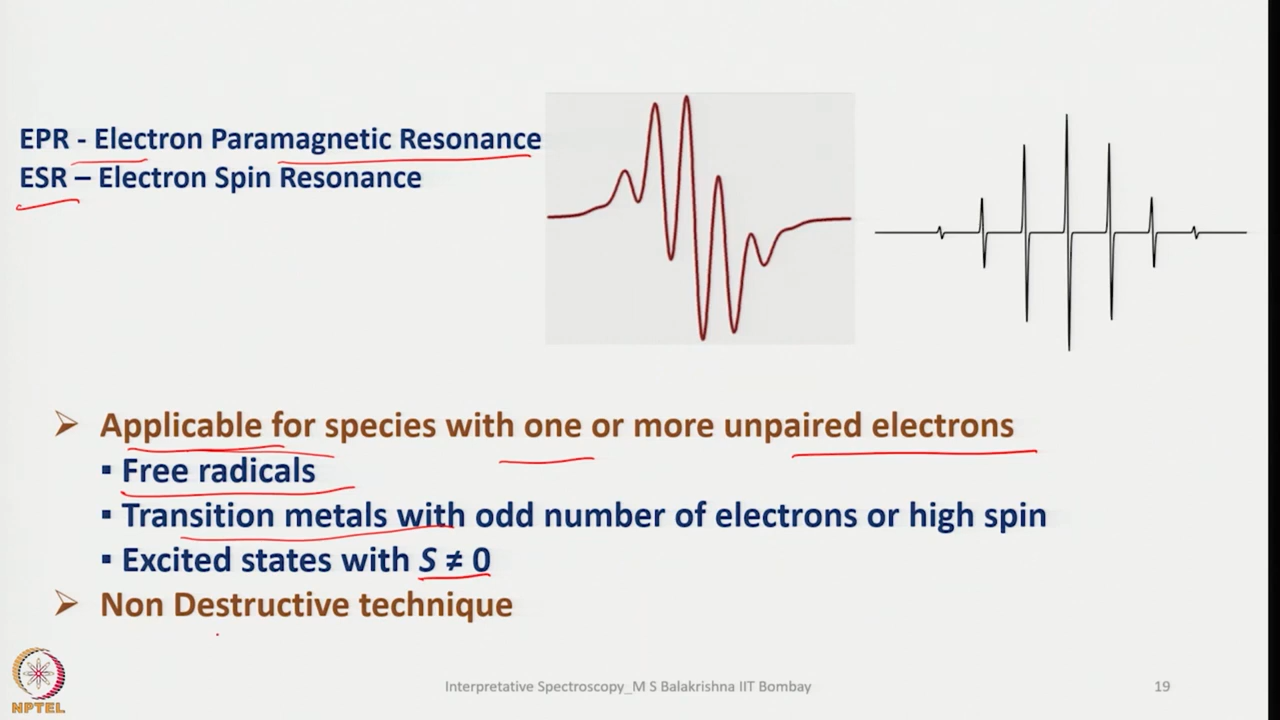 EPR - Electron Paramagnetic Resonance
ESR – Electron Spin Resonance
➢ Applicable for species with one or more unpaired electrons
▪ Free radicals
▪ Transition metals with odd number of electrons or high spin
▪ Excited states with S ≠ 0
➢ Non Destructive technique
NPTEL
Interpretative Spectroscopy_M S Balakrishna IIT Bombay
19